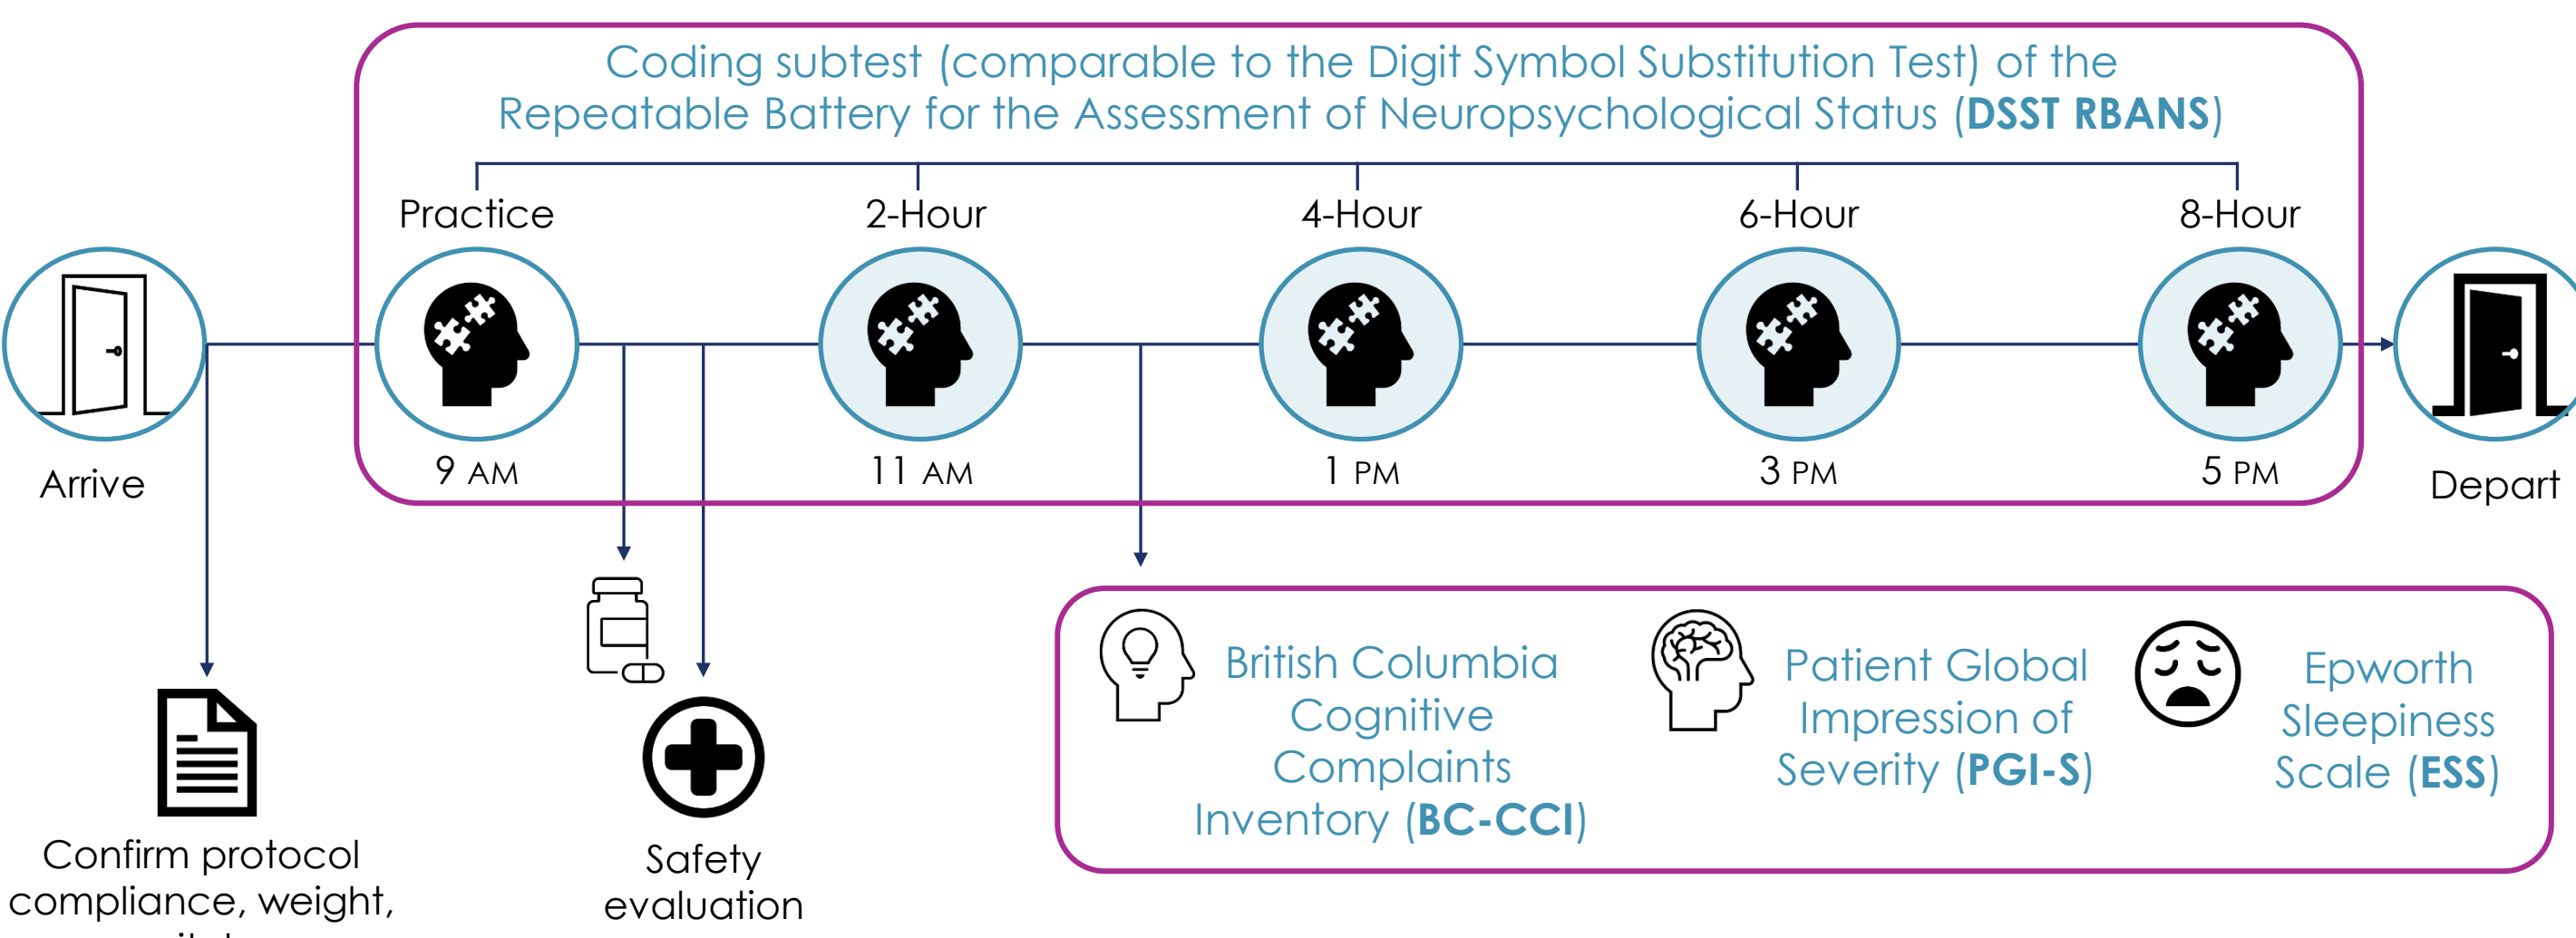 Coding subtest (comparable to the Digit Symbol Substitution Test) of the
Repeatable Battery for the Assessment of Neuropsychological Status (DSST RBANS)
Practice
2-Hour
4-Hour
6-Hour
8-Hour
Arrive
9 AM
11 AM
1 PM
3 PM
5 PM
Depart
Confirm protocol
compliance, weight,
Safety
evaluation
British Columbia
Cognitive
Complaints
Inventory (BC-CCI)
Patient Global
Impression of
Severity (PGI-S)
Epworth
Sleepiness
Scale (ESS)